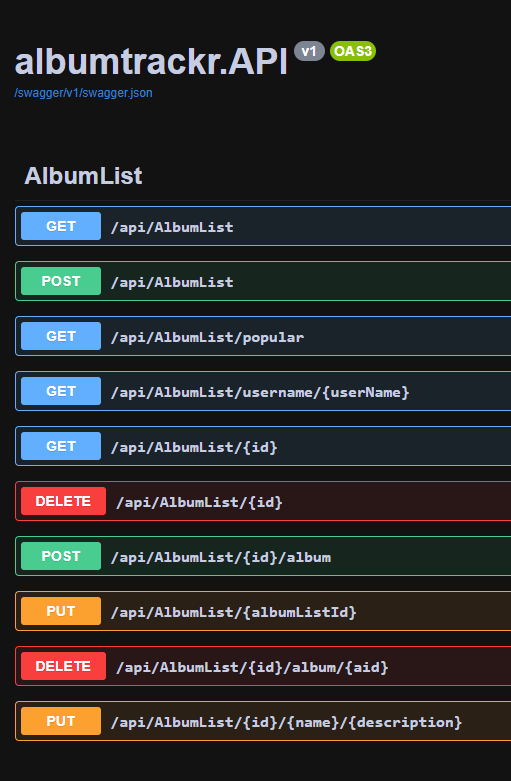 albumtrackr.API v1 OAS3
/swagger/v1/swagger.json
AlbumList
GET /api/AlbumList
POST /api/AlbumList
GET /api/AlbumList/popular
GET /api/AlbumList/username/{userName}
GET /api/AlbumList/{id}
DELETE /api/AlbumList/{id}
POST /api/AlbumList/{id}/album
PUT /api/AlbumList/{albumListId}
DELETE /api/AlbumList/{id}/album/{aid}
PUT /api/AlbumList/{id}/{name}/{description}